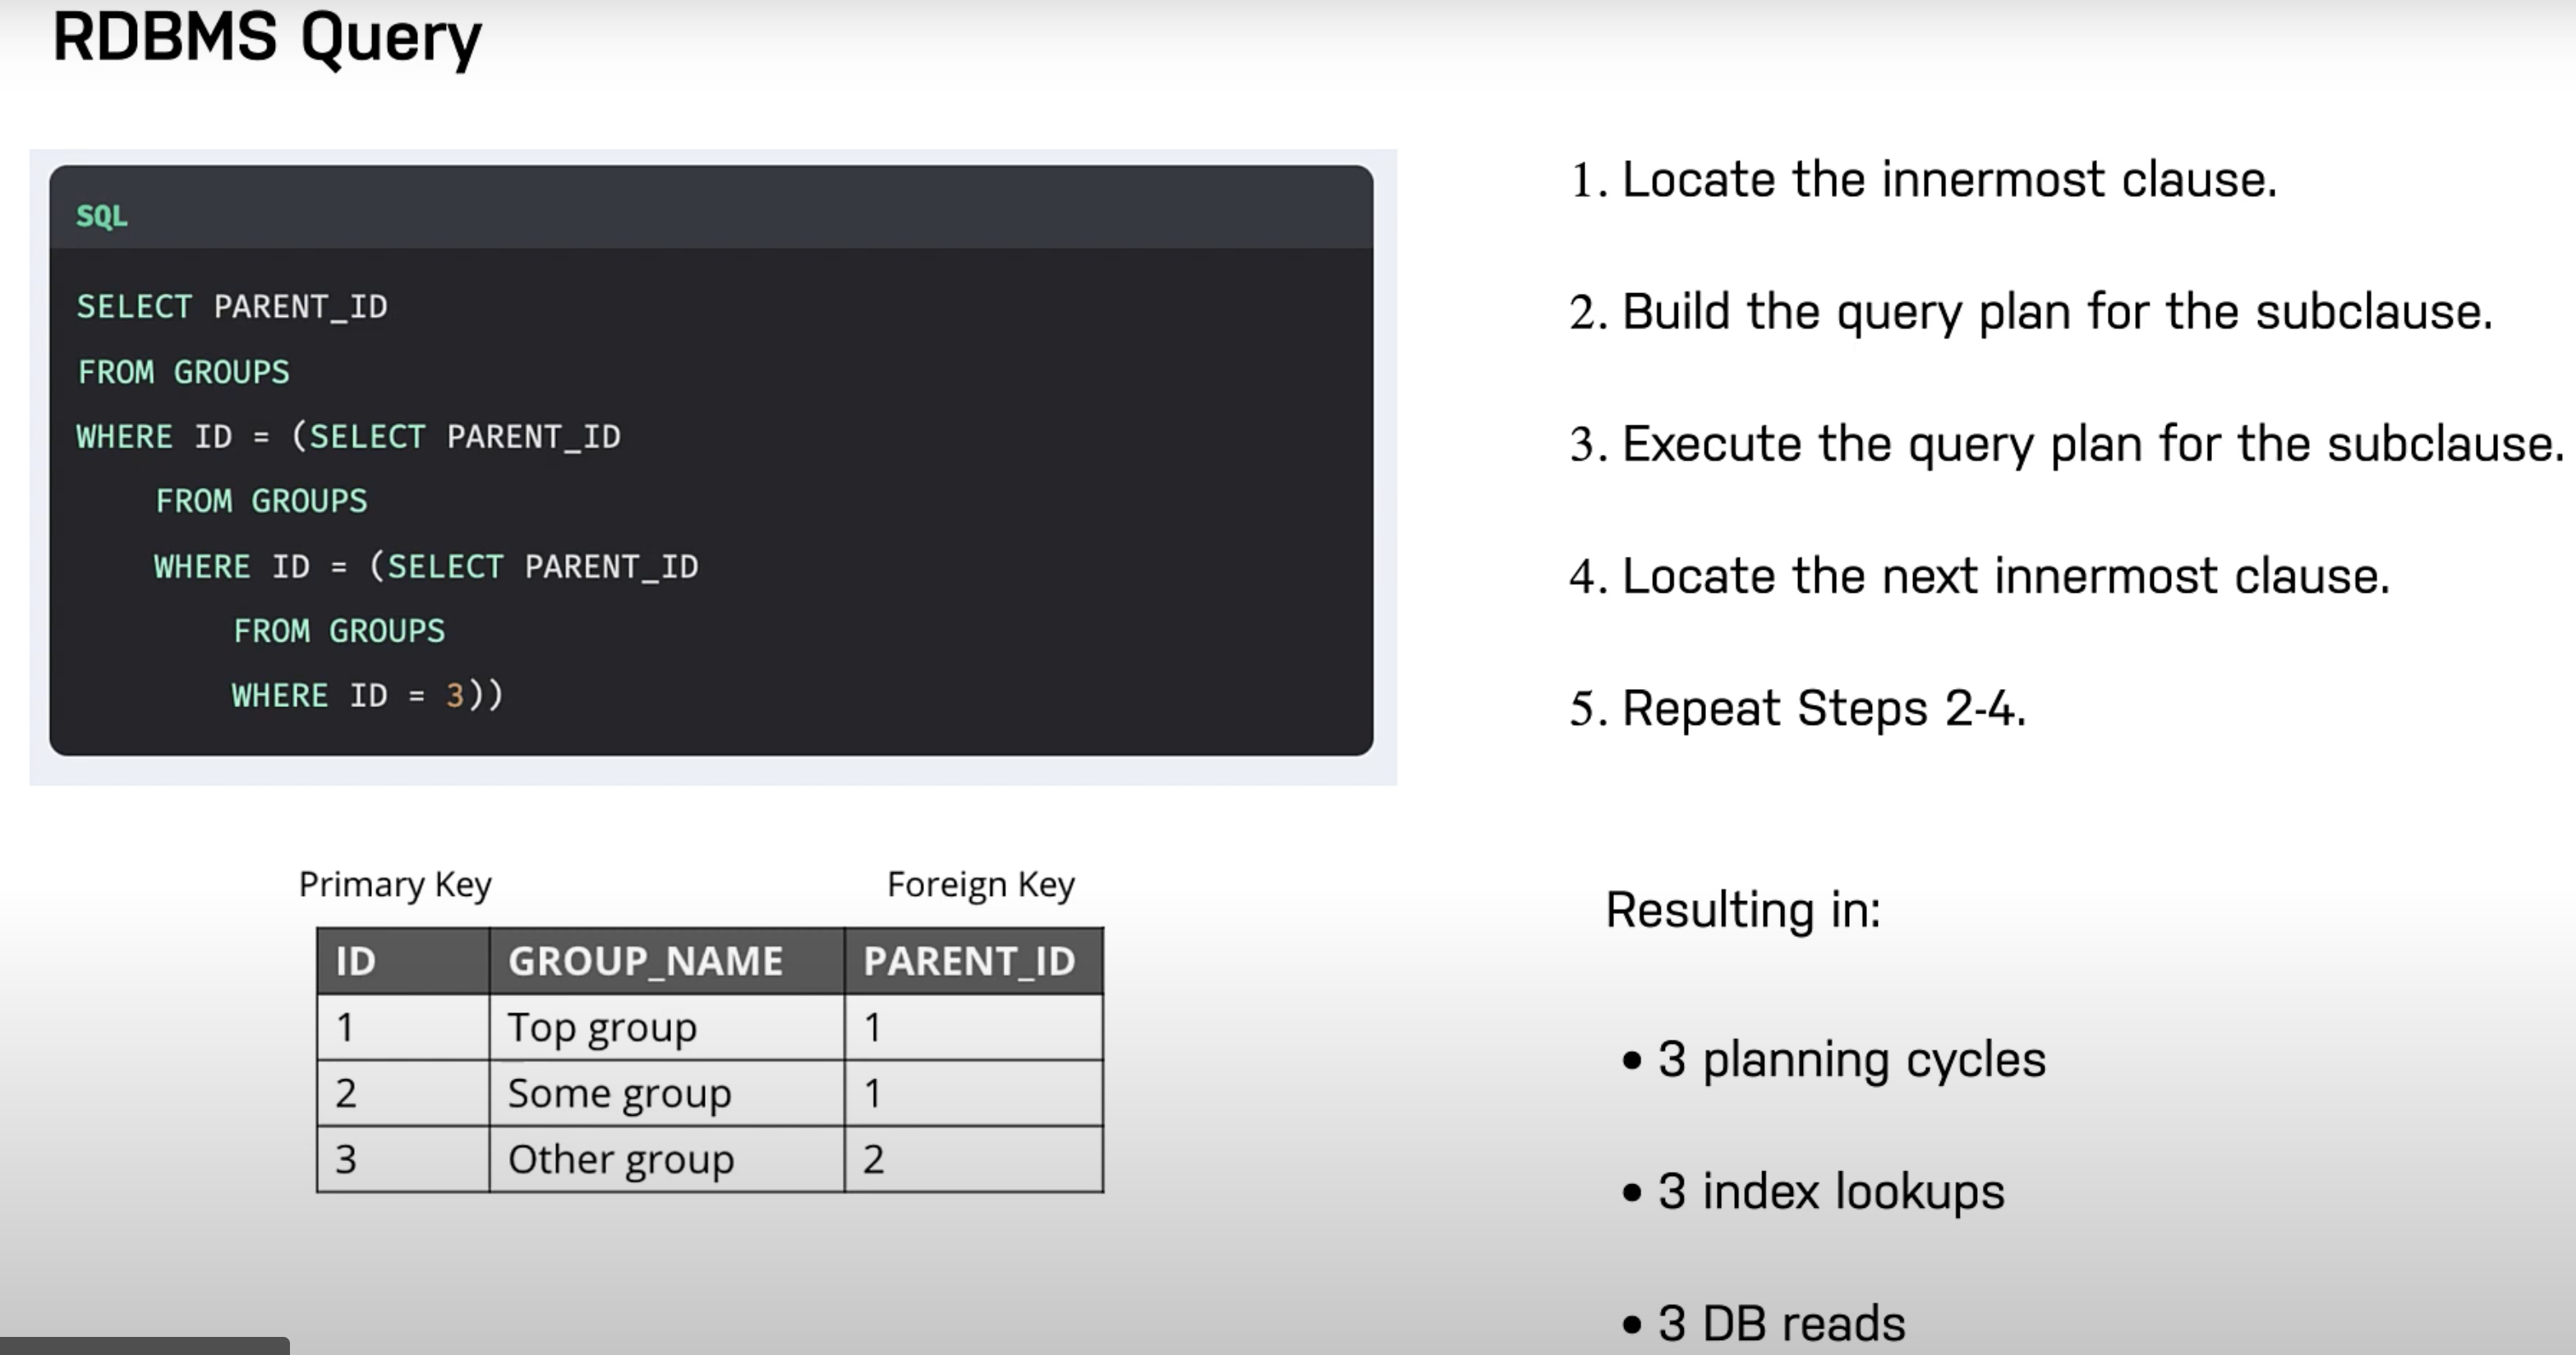 RDBMS Query
SQL
SELECT PARENT_ID
FROM GROUPS
WHERE ID = (SELECT PARENT_ID
FROM GROUPS
WHERE ID = (SELECT PARENT_ID
FROM GROUPS
WHERE ID = 3))
Primary Key Foreign Key
ID GROUP_NAME PARENT_ID
1 Top group 1
2 Some group 1
3 Other group 2
1. Locate the innermost clause.
2. Build the query plan for the subclause.
3. Execute the query plan for the subclause.
4. Locate the next innermost clause.
5. Repeat Steps 2-4.
Resulting in:
• 3 planning cycles
• 3 index lookups
• 3 DB reads